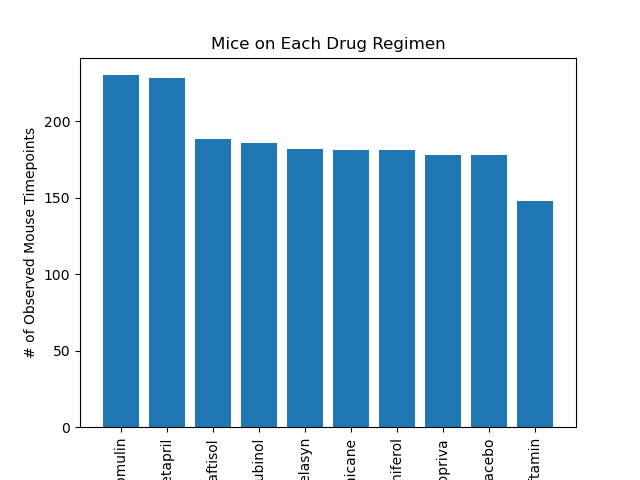 Mice on Each Drug Regimen
# of Observed Mouse Timepoints
200
150
100
50
0
omulin
etapril
aftisol
ubinol
elasyn
nicane
niferol
opriva
acebo
ftamin